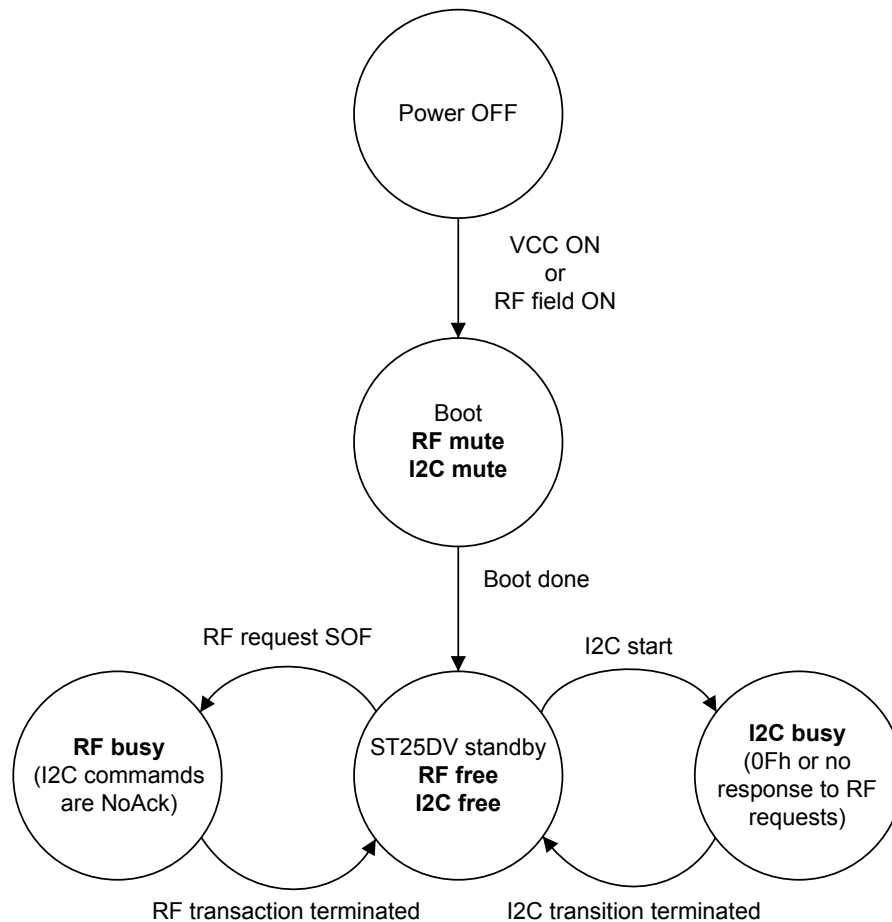 Power OFF
VCC ON
or
RF field ON
Boot
RF mute
I2C mute
Boot done
RF request SOF
I2C start
RF busy
(I2C commamds
are NoAck)
ST25DV standby
RF free
I2C free
I2C busy
(0Fh or no
response to RF
requests)
RF transaction terminated
I2C transition terminated